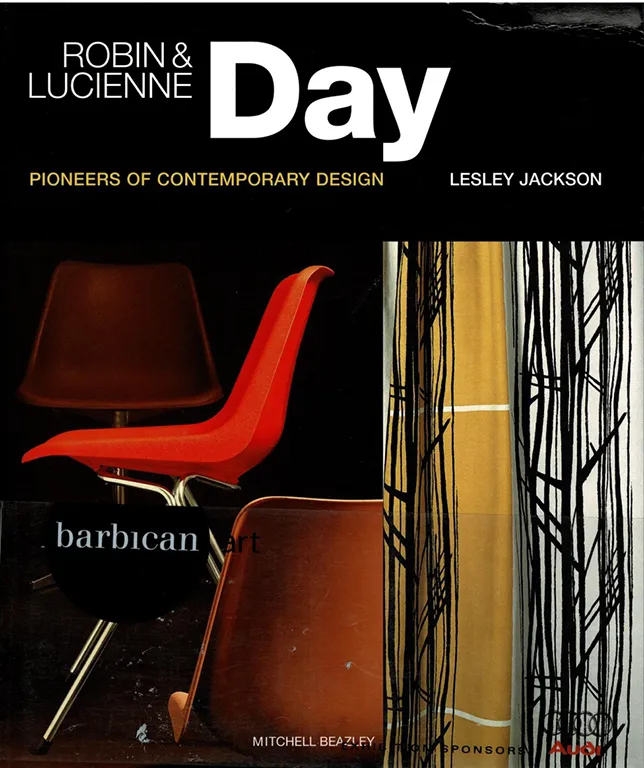 ROBIN &
LUCIENNE
Day
PIONEERS OF CONTEMPORARY DESIGN
LESLEY JACKSON
barbican art
MITCHELL BEAZLEY
SPONSORS
Audi